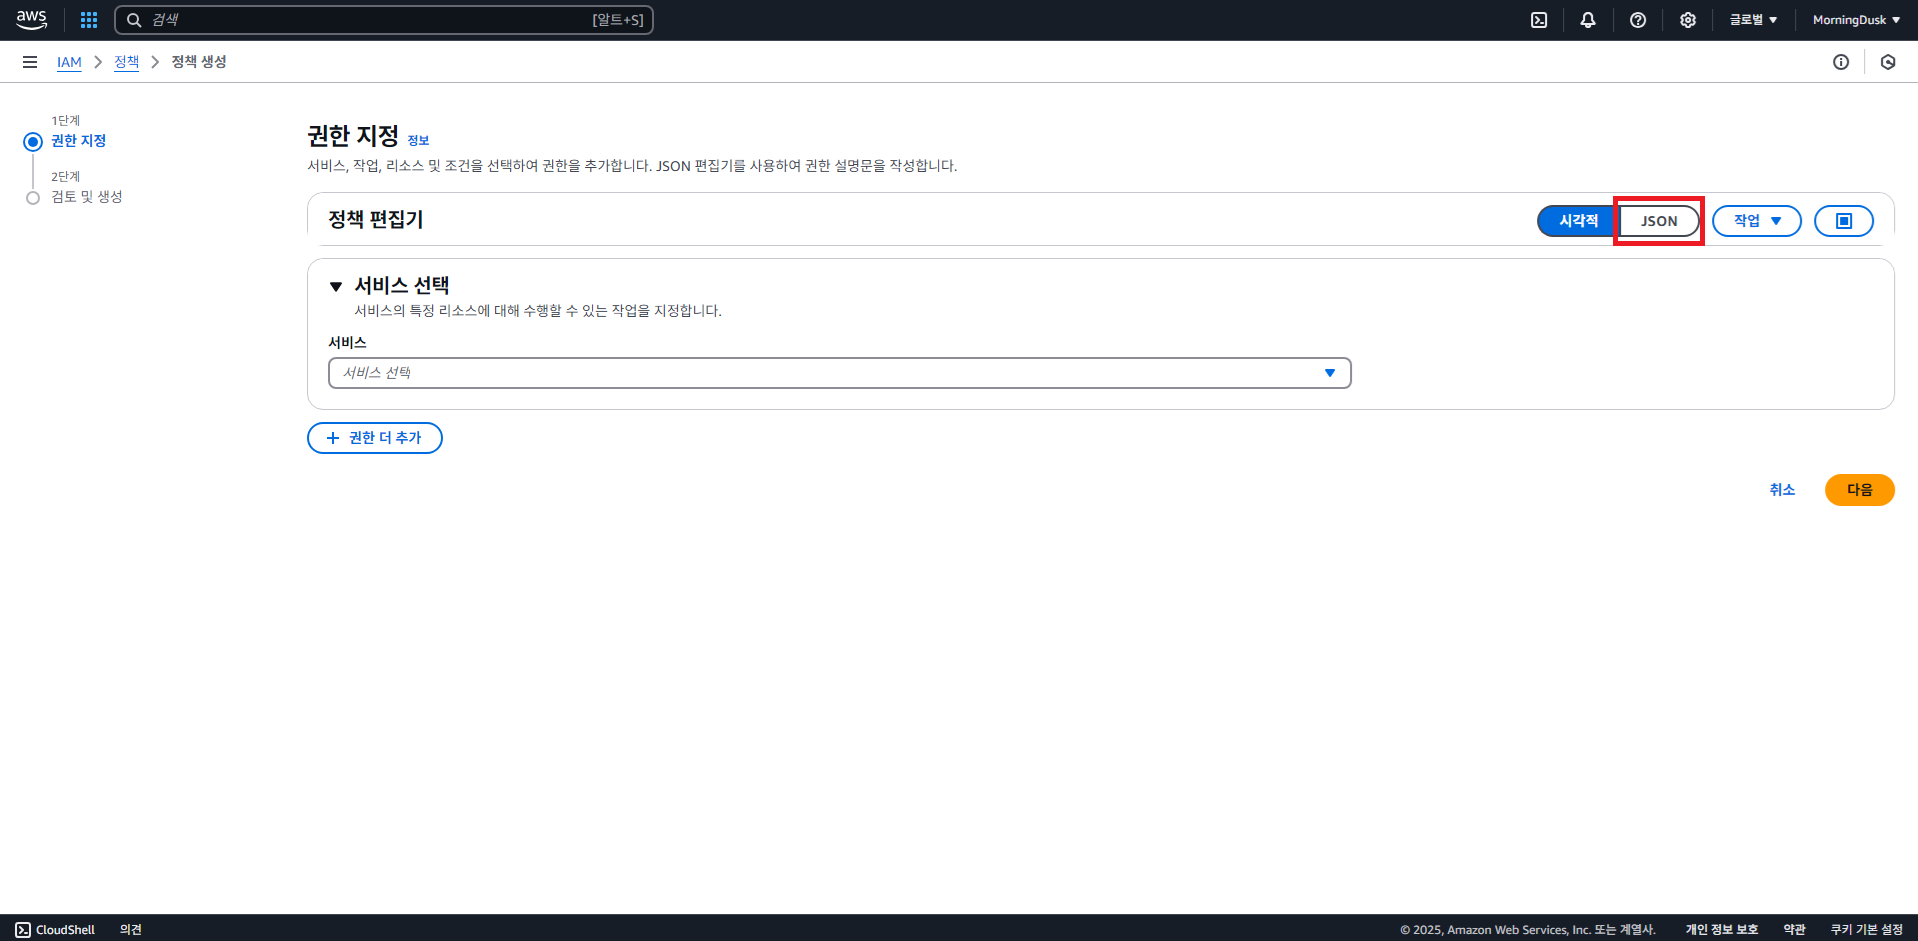 aws 검색 [알트+S] 글로벌 MorningDusk
IAM 정책 정책 생성
1단계
권한 지정
2단계
검토 및 생성
권한 지정 정보
서비스, 작업, 리소스 및 조건을 선택하여 권한을 추가합니다. JSON 편집기를 사용하여 권한 설명문을 작성합니다.
정책 편집기 시각적 JSON 작업
서비스 선택
서비스의 특정 리소스에 대해 수행할 수 있는 작업을 지정합니다.
서비스
서비스 선택
권한 더 추가
취소 다음
CloudShell 의견 © 2025, Amazon Web Services, Inc. 또는 계열사. 개인 정보 보호 약관 쿠키 기본 설정